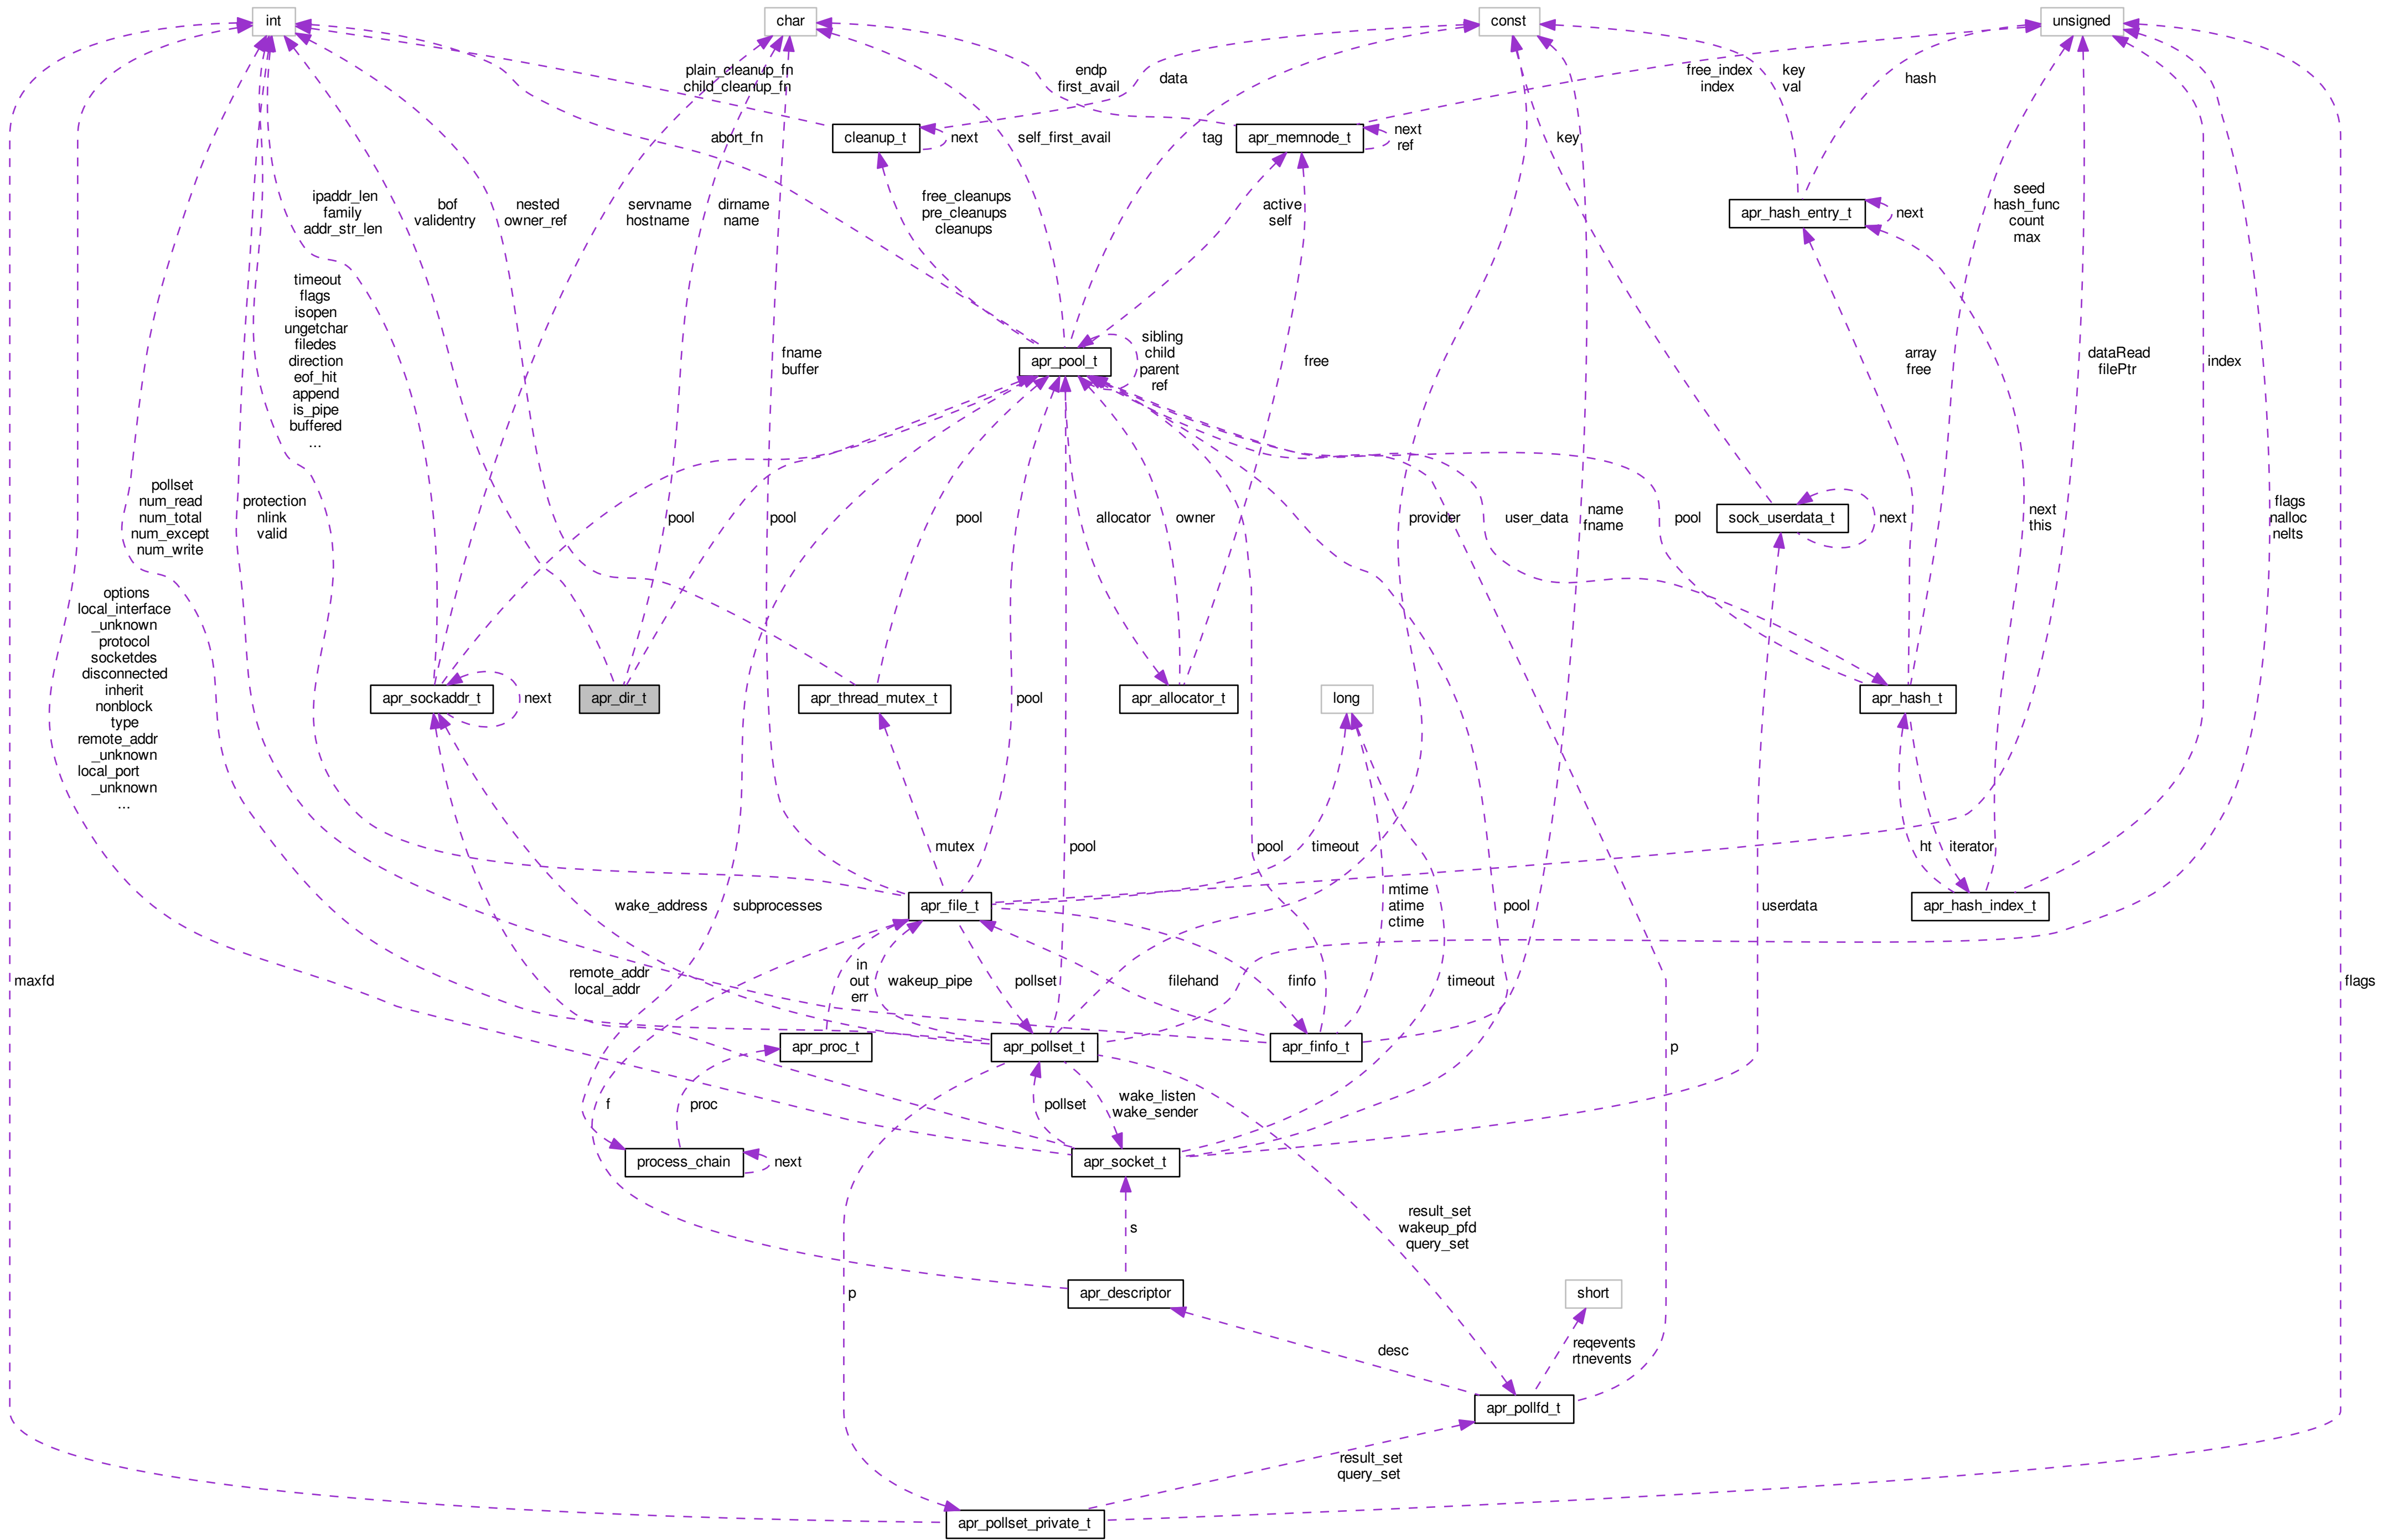 int
char
const
unsigned
plain_cleanup_fn
child_cleanup_fn
endp
first_avail
data
free_index
index
key
val
hash
abort_fn
cleanup_t
next
self_first_avail
tag
apr_memnode_t
next
ref
key
ipaddr_len
family
addr_str_len
bof
validentry
nested
owner_ref
servname
hostname
dirname
name
free_cleanups
pre_cleanups
cleanups
active
self
apr_hash_entry_t
next
seed
hash_func
count
max
timeout
flags
isopen
ungetchar
filedes
direction
eof_hit
append
is_pipe
buffered
...
fname
buffer
apr_pool_t
sibling
child
parent
ref
free
array
free
dataRead
filePtr
index
pollset
num_read
num_total
num_except
num_write
protection
nlink
valid
pool
pool
pool
allocator
owner
provider
user_data
name
fname
pool
sock_userdata_t
next
next
this
flags
nalloc
nelts
options
local_interface
_unknown
protocol
socketdes
disconnected
inherit
nonblock
type
remote_addr
_unknown
local_port
_unknown
...
apr_sockaddr_t
next
apr_dir_t
apr_thread_mutex_t
pool
apr_allocator_t
long
apr_hash_t
mutex
pool
pool
timeout
ht
iterator
wake_address
subprocesses
apr_file_t
mtime
atime
ctime
pool
userdata
apr_hash_index_t
maxfd
remote_addr
local_addr
in
out
err
wakeup_pipe
pollset
filehand
finfo
timeout
flags
apr_proc_t
apr_pollset_t
apr_finfo_t
p
f
proc
pollset
wake_listen
wake_sender
process_chain
next
apr_socket_t
s
result_set
wakeup_pfd
query_set
p
apr_descriptor
short
desc
reqevents
rtnevents
apr_pollfd_t
result_set
query_set
apr_pollset_private_t